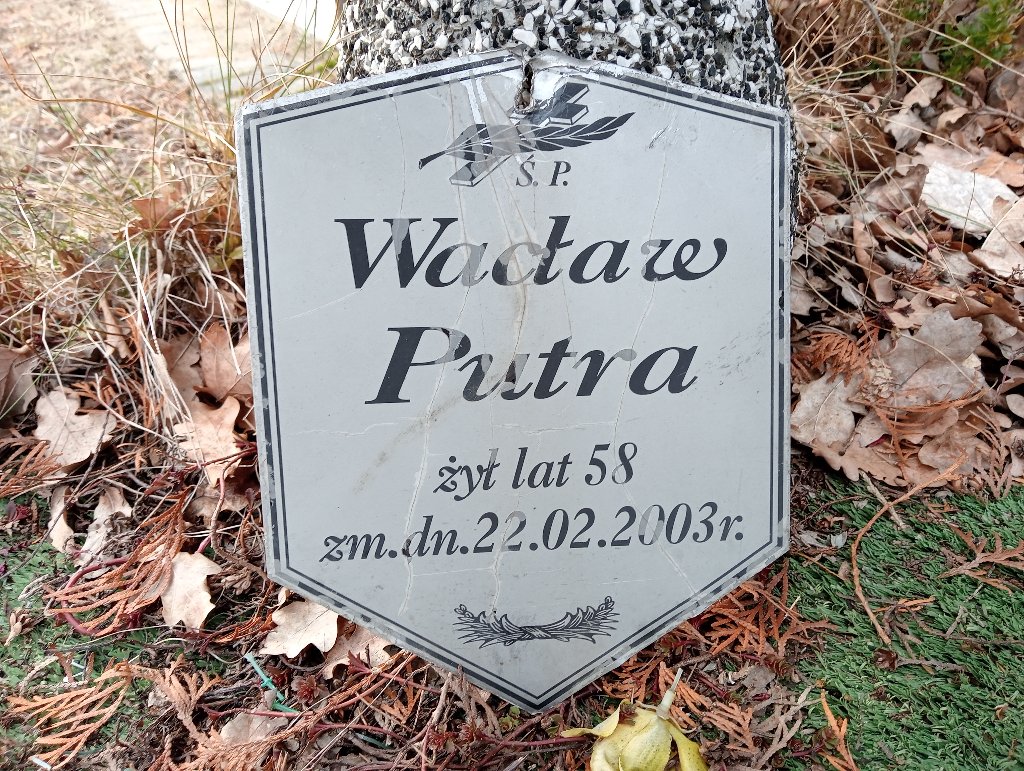 Ś. P.
Wacław
Putra
żył lat 58
zm.dn.22.02.2003r.